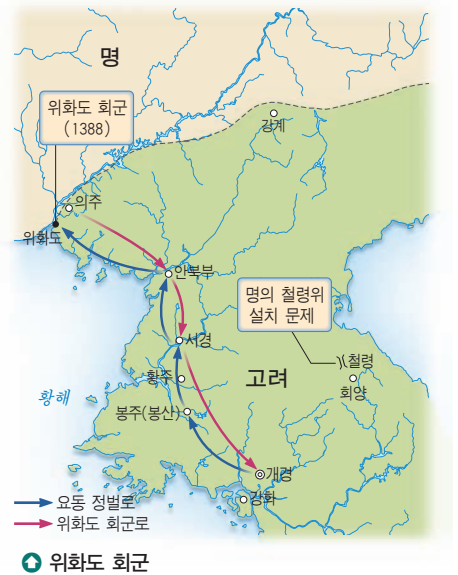 명
위화도 회군
(1388)
강계
의주
위화도
안북부
명의 철령위
설치 문제
서경
철령
황주
고려
회양
황해
봉주(봉산)
개경
강화
요동 정벌로
위화도 회군로
위화도 회군